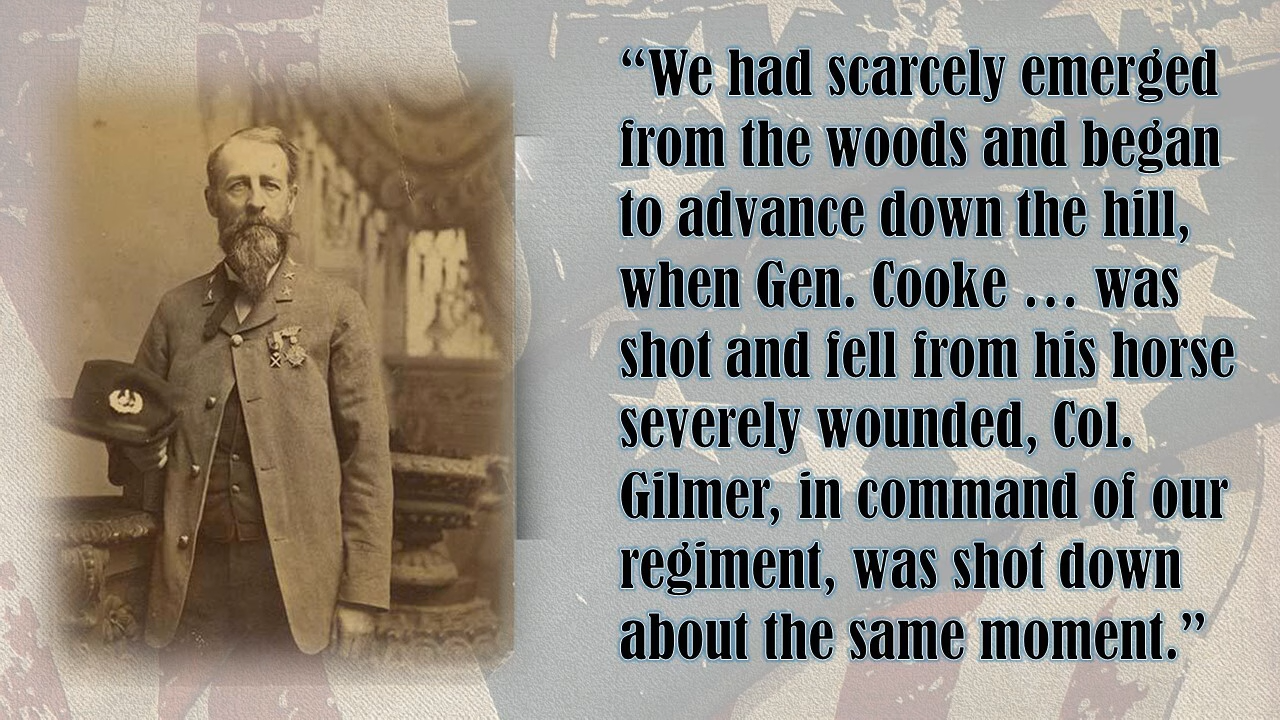 “We had scarcely emerged
from the woods and began
to advance down the hill,
when Gen. Cooke … was
shot and fell from his horse
severely wounded, Col.
Gilmer, in command of our
regiment, was shot down
about the same moment.”